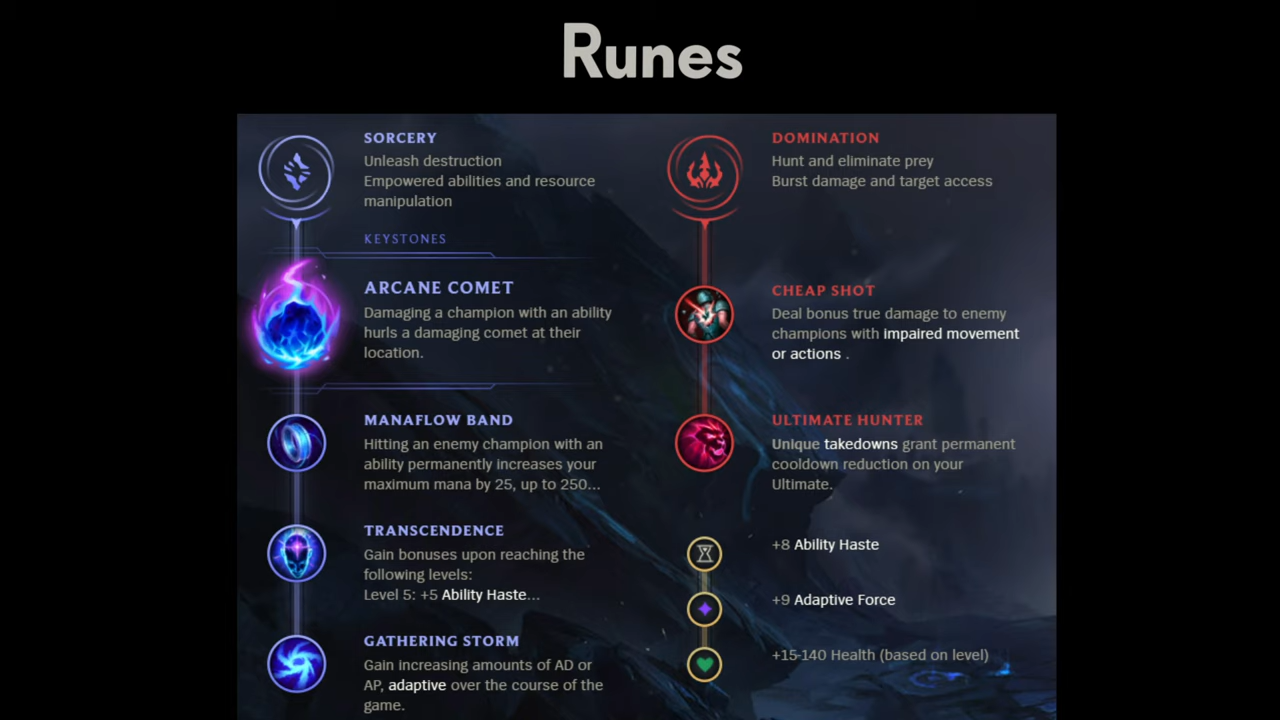 Runes
SORCERY
Unleash destruction
Empowered abilities and resource
manipulation
KEYSTONES
ARCANE COMET
Damaging a champion with an ability
hurls a damaging comet at their
location.
MANAFLOW BAND
Hitting an enemy champion with an
ability permanently increases your
maximum mana by 25, up to 250...
TRANSCENDENCE
Gain bonuses upon reaching the
following levels:
Level 5: +5 Ability Haste...
GATHERING STORM
Gain increasing amounts of AD or
AP, adaptive over the course of the
game.
DOMINATION
Hunt and eliminate prey
Burst damage and target access
CHEAP SHOT
Deal bonus true damage to enemy
champions with impaired movement
or actions .
ULTIMATE HUNTER
Unique takedowns grant permanent
cooldown reduction on your
Ultimate.
+8 Ability Haste
+9 Adaptive Force
+15-140 Health (based on level)